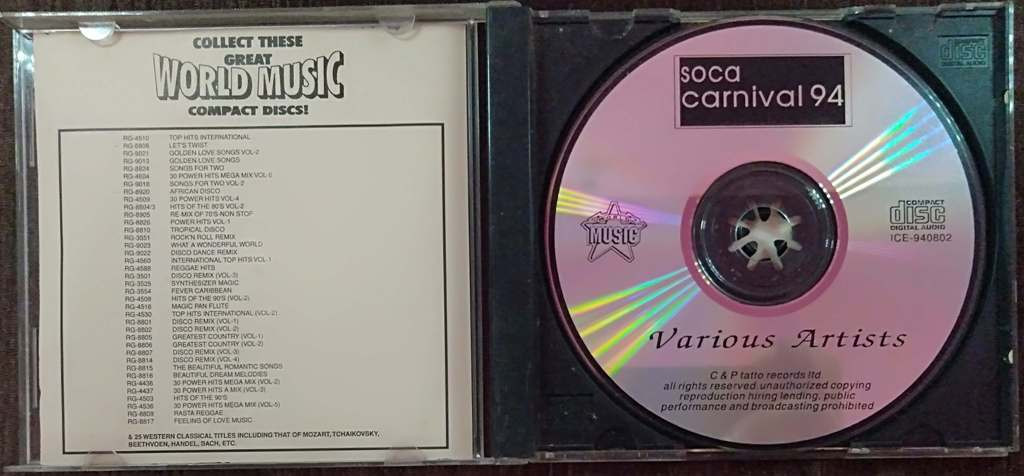 COLLECT THESE
GREAT
WORLD MUSIC
COMPACT DISCS!
RG-4510 TOP HITS INTERNATIONAL
LET'S TWIST
RG-9021 GOLDEN LOVE SONGS VOL-2
RG-9013 GOLDEN LOVE SONGS
RG-8824 SONGS FOR TWO
RG-4694 30 POWER HITS MEGA MIX VOL-6
RG-9018 SONGS FOR TWO VOL-2
RG-8920 AFRICAN DISCO
RG-4509 30 POWER HITS VOL-4
RG-8804/3 HITS OF THE 80'S VOL-2
RG-8905 RE-MIX OF 70'S-NON STOP
RG-8826 POWER HITS VOL-1
RG-8810 TROPICAL DISCO
RG-3551 ROCK'N ROLL REMIX
RG-9023 WHAT A WONDERFUL WORLD
RG-9022 DISCO DANCE REMIX
RG-4560 INTERNATIONAL TOP HITS VOL-1
RG-4588 REGGAE HITS
RG-3501 DISCO REMIX (VOL-3)
RG-3525 SYNTHESIZER MAGIC
RG-3554 FEVER CARIBBEAN
RG-4508 HITS OF THE 90'S (VOL-2)
RG-4516 MAGIC PAN FLUTE
RG-4530 TOP HITS INTERNATIONAL (VOL-2)
RG-8801 DISCO REMIX (VOL-1)
RG-8802 DISCO REMIX (VOL-2)
RG-8805 GREATEST COUNTRY (VOL-1)
RG-8806 GREATEST COUNTRY (VOL-2)
RG-8807 DISCO REMIX (VOL-3)
RG-8814 DISCO REMIX (VOL-4)
RG-8815 THE BEAUTIFUL ROMANTIC SONGS
RG-8816 BEAUTIFUL DREAM MELODIES
RG-4436 30 POWER HITS MEGA MIX (VOL-2)
RG-4437 30 POWER HITS A MIX (VOL-3)
RG-4503 HITS OF THE 90'S
RG-4536 30 POWER HITS MEGA MIX (VOL-5)
RG-8808 RASTA REGGAE
RG-8817 FEELING OF LOVE MUSIC
& 25 WESTERN CLASSICAL TITLES INCLUDING THAT OF MOZART, TCHAIKOVSKY,
BEETHVOEN, HANDEL, BACH, ETC.
soca
carnival 94
MUSIC
COMPACT
disc
DIGITAL AUDIO
ICE-940802
Various Artists
C & P tatto records ltd.
all rights reserved.unauthorized copying
reproduction hiring lending, public
performance and broadcasting prohibited
disc
DIGITAL AUDIO